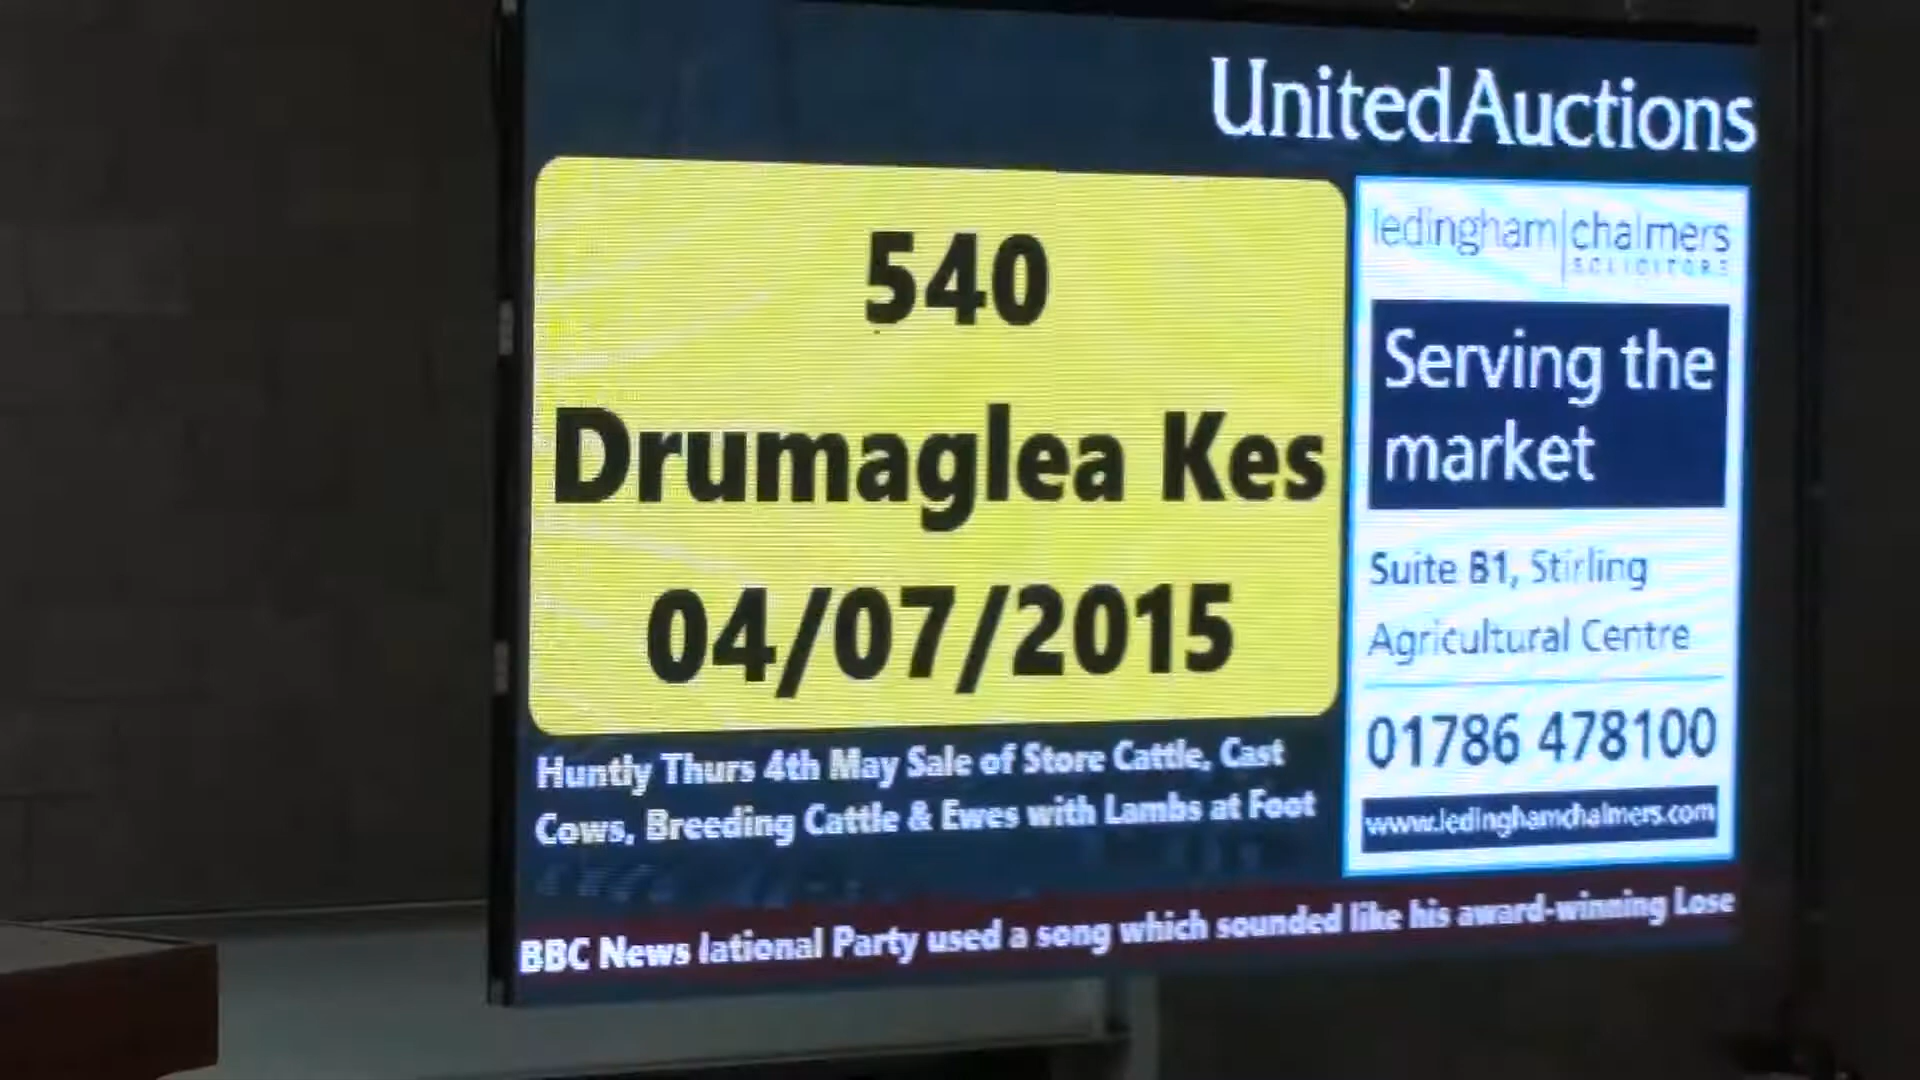 UnitedAuctions
540
Drumaglea Kes
04/07/2015
ledingham|chalmers
SOLICITORS
Serving the
market
Suite B1, Stirling
Agricultural Centre
01786 478100
www.ledinghamchalmers.com
Huntly Thurs 4th May Sale of Store Cattle, Cast
Cows, Breeding Cattle & Ewes with Lambs at Foot
BBC News lational Party used a song which sounded like his award-winning Lose